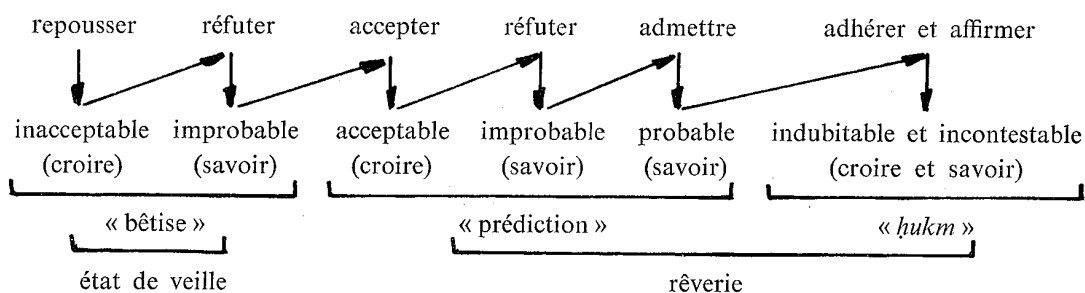 repousser réfuter accepter réfuter admettre adhérer et affirmer
inacceptable improbable acceptable improbable probable indubitable et incontestable
(croire) (savoir) (croire) (savoir) (savoir) (croire et savoir)
« bêtise » « prédiction » « ḥukm »
état de veille rêverie